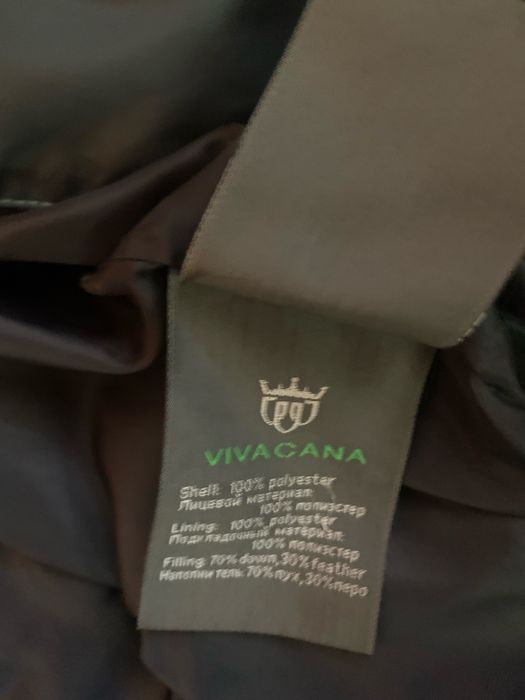 pg
VIVACANA
Shell: 100% polyester
Лицевой материал:
100% полиэстер
Lining: 100% polyester
Подкладочный материал:
100% полиэстер
Filling: 70% down, 30% feather
Наполнитель: 70% пух, 30% перо